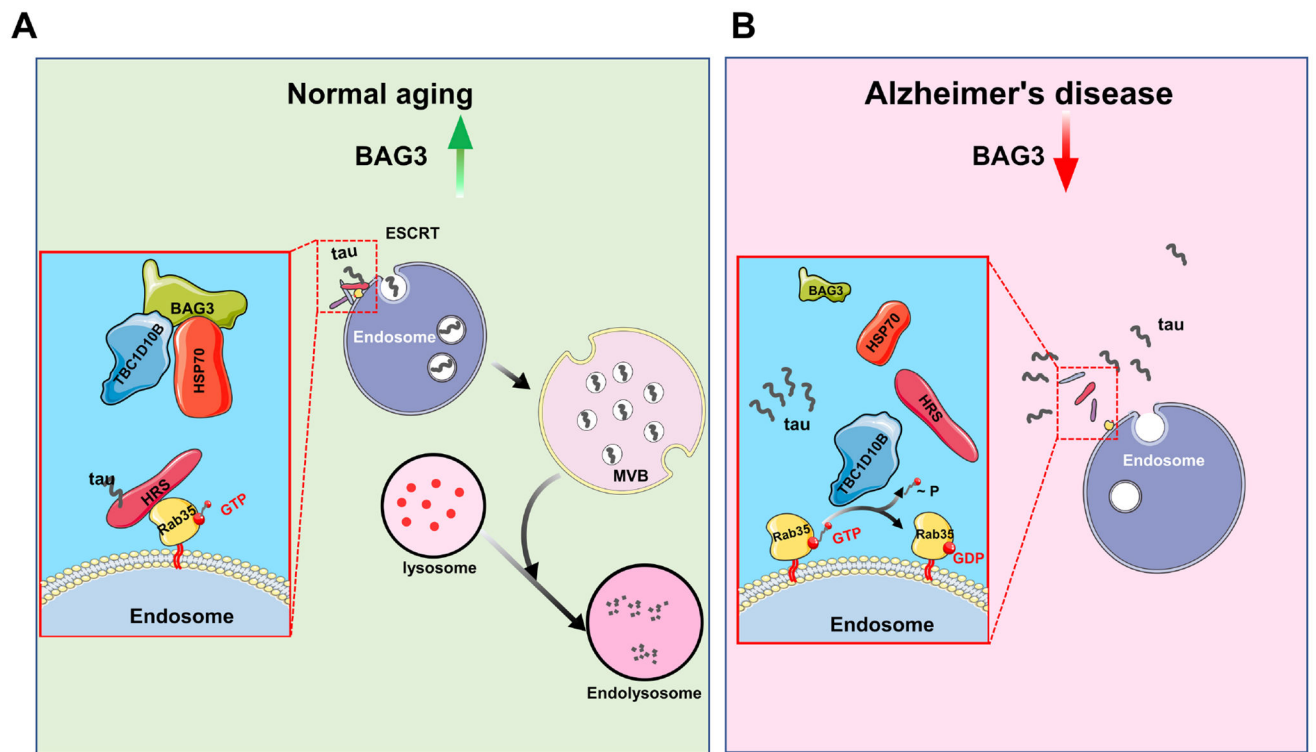 A
Normal aging
BAG3
ESCRT
tau
Endosome
BAG3
TBC1D10B
HSP70
tau
HRS
Rab35
GTP
Endosome
MVB
lysosome
Endolysosome
B
Alzheimer's disease
BAG3
tau
Endosome
BAG3
HSP70
HRS
tau
TBC1D10B
~ P
Rab35
GTP
Rab35
GDP
Endosome